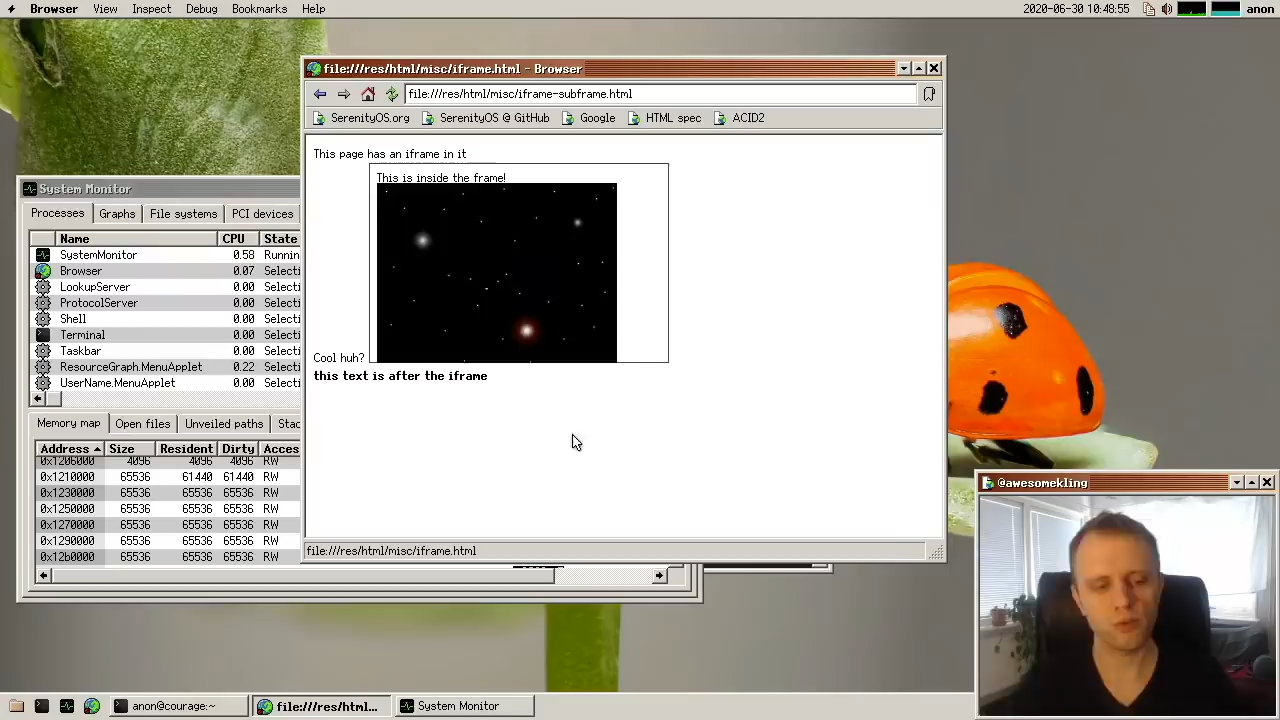 Browser View Inspect Debug Bookmarks Help 2020-06-30 10:48:55 anon
file:///res/html/misc/iframe.html - Browser
file:///res/html/misc/iframe-subframe.html
SerenityOS.org SerenityOS @ GitHub Google HTML spec ACID2
This page has an iframe in it
This is inside the frame!
Cool huh?
this text is after the iframe
file:///res/html/misc/iframe.html
System Monitor
Processes Graphs File systems PCI devices
Name CPU State
SystemMonitor 0.58 Runnin
Browser 0.07 Selecti
LookupServer 0.00 Selecti
ProtocolServer 0.00 Selecti
Shell 0.00 Selecti
Terminal 0.00 Selecti
Taskbar 0.00 Selecti
ResourceGraph.MenuApplet 0.22 Selecti
UserName.MenuApplet 0.00 Selecti
Memory map Open files Unveiled paths Stac
Address Size Resident Dirty Acces
0x1206000 4096 4096 4096 RW
0x1210000 65536 61440 61440 RW
0x1230000 65536 65536 65536 RW
0x1250000 65536 65536 65536 RW
0x1270000 65536 65536 65536 RW
0x1290000 65536 65536 65536 RW
0x12b0000 65536 65536 65536 RW
@awesomekling
anon@courage:~ file:///res/html... System Monitor